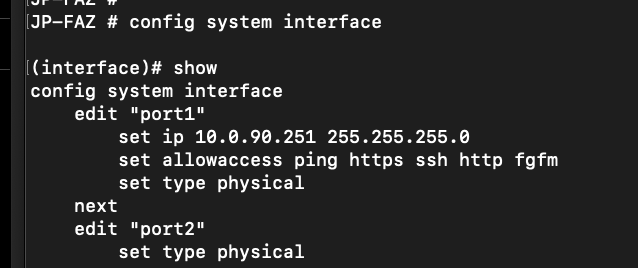 JP-FAZ #
JP-FAZ # config system interface
(interface)# show
config system interface
edit "port1"
set ip 10.0.90.251 255.255.255.0
set allowaccess ping https ssh http fgfm
set type physical
next
edit "port2"
set type physical